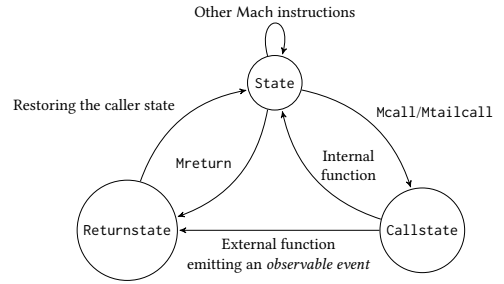 Other Mach instructions
State
Restoring the caller state
Mcall/Mtailcall
Mreturn
Internal
function
Returnstate
Callstate
External function
emitting an observable event